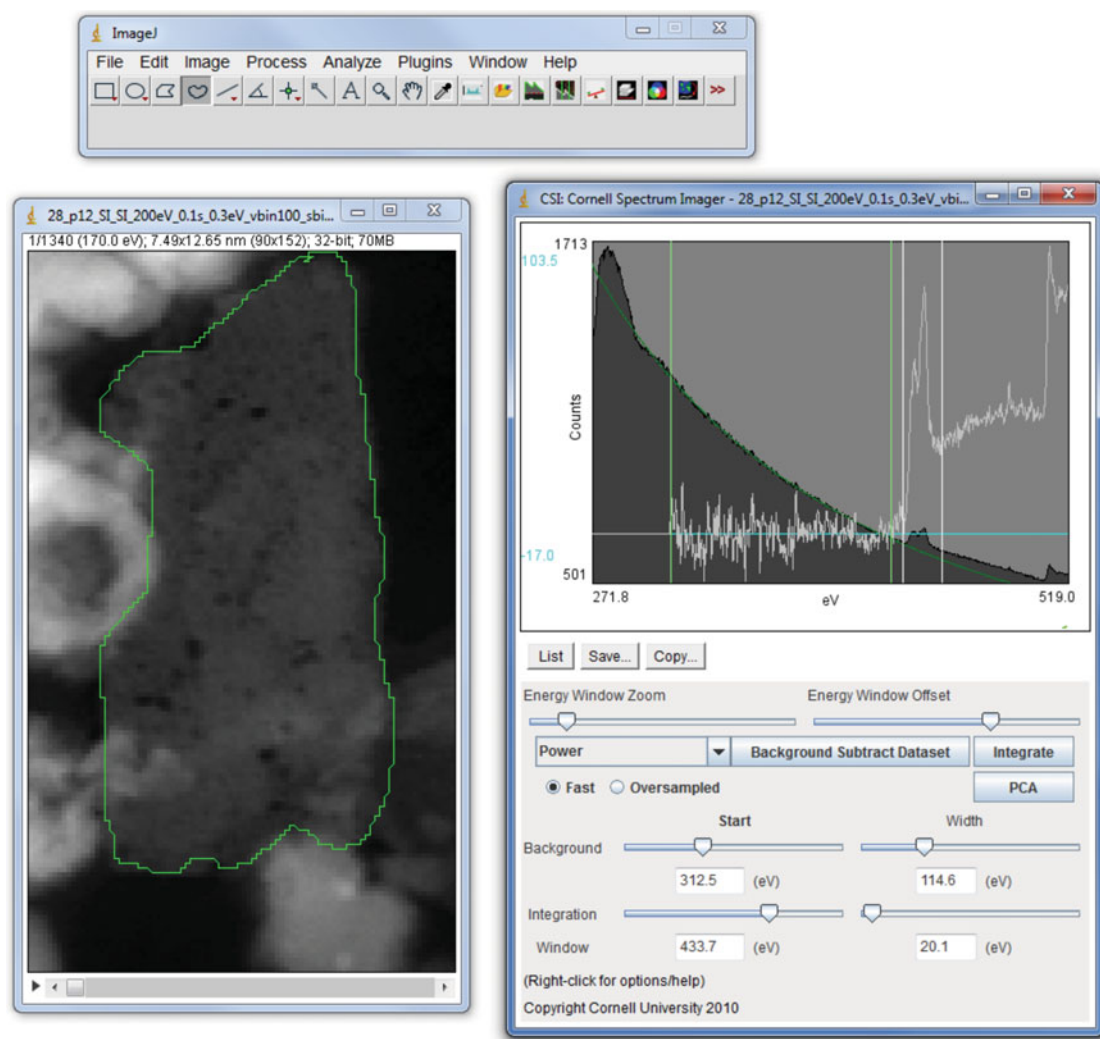 ImageJ
File Edit Image Process Analyze Plugins Window Help
A >>
28_p12_SI_SI_200eV_0.1s_0.3eV_vbin100_sbi...
1/1340 (170.0 eV); 7.49x12.65 nm (90x152); 32-bit; 70MB
CSI: Cornell Spectrum Imager - 28_p12_SI_SI_200eV_0.1s_0.3eV_vbi...
1713
103.5
Counts
-17.0
501
271.8 eV 519.0
List Save... Copy...
Energy Window Zoom Energy Window Offset
Power Background Subtract Dataset Integrate
Fast Oversampled PCA
Start Width
Background
312.5 (eV) 114.6 (eV)
Integration
Window 433.7 (eV) 20.1 (eV)
(Right-click for options/help)
Copyright Cornell University 2010